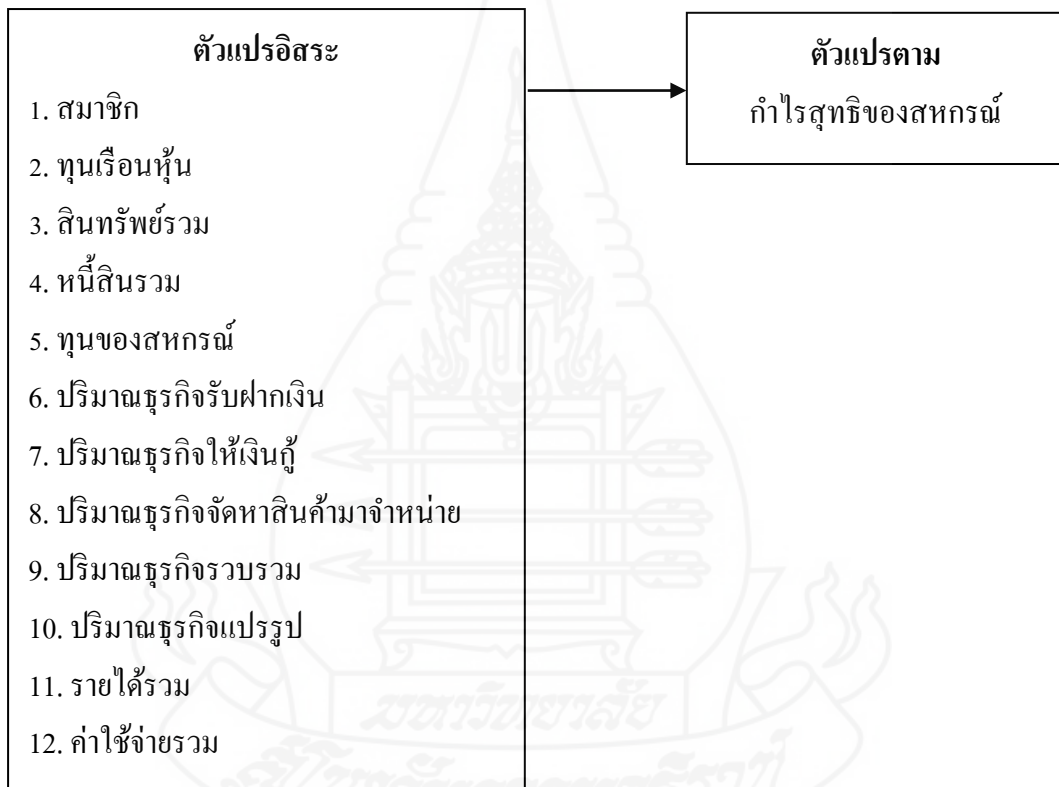 ตัวแปรอิสระ
1. สมาชิก
2. ทุนเรือนหุ้น
3. สินทรัพย์รวม
4. หนี้สินรวม
5. ทุนของสหกรณ์
6. ปริมาณธุรกิจรับฝากเงิน
7. ปริมาณธุรกิจให้เงินกู้
8. ปริมาณธุรกิจจัดหาสินค้ามาจำหน่าย
9. ปริมาณธุรกิจรวบรวม
10. ปริมาณธุรกิจแปรรูป
11. รายได้รวม
12. ค่าใช้จ่ายรวม
ตัวแปรตาม
กำไรสุทธิของสหกรณ์
มหาวิทยาลัย